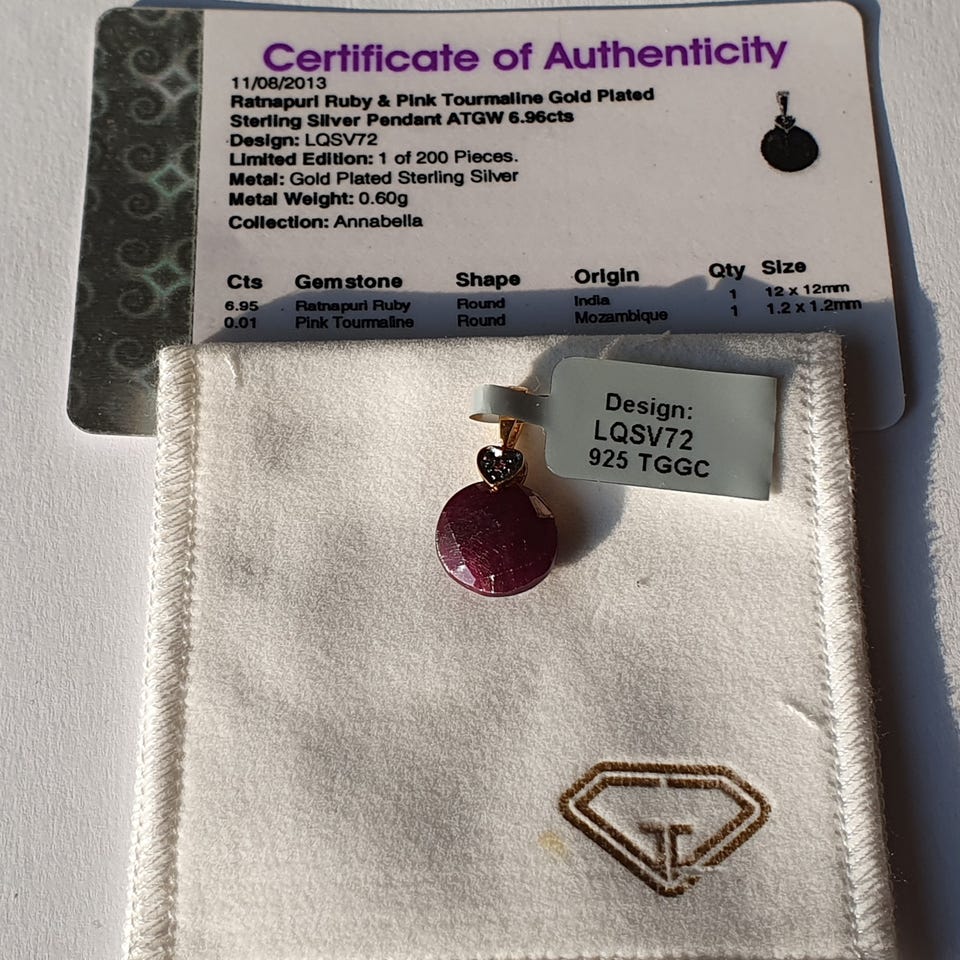 Certificate of Authenticity
11/08/2013
Ratnapuri Ruby & Pink Tourmaline Gold Plated
Sterling Silver Pendant ATGW 6.96cts
Design: LQSV72
Limited Edition: 1 of 200 Pieces.
Metal: Gold Plated Sterling Silver
Metal Weight: 0.60g
Collection: Annabella
Cts Gemstone Shape Origin Qty Size
6.95 Ratnapuri Ruby Round India 1 12 x 12mm
0.01 Pink Tourmaline Round Mozambique 1 1.2 x 1.2mm
Design:
LQSV72
925 TGGC